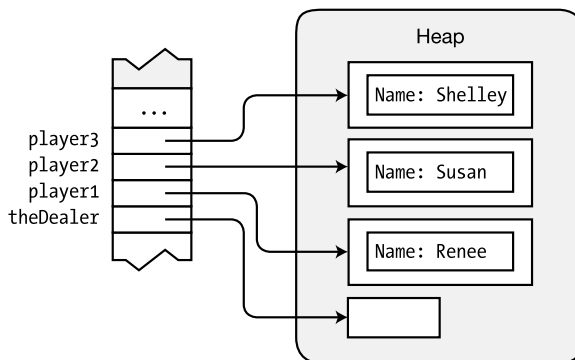 Heap
...
Name: Shelley
player3
player2
Name: Susan
player1
theDealer
Name: Renee